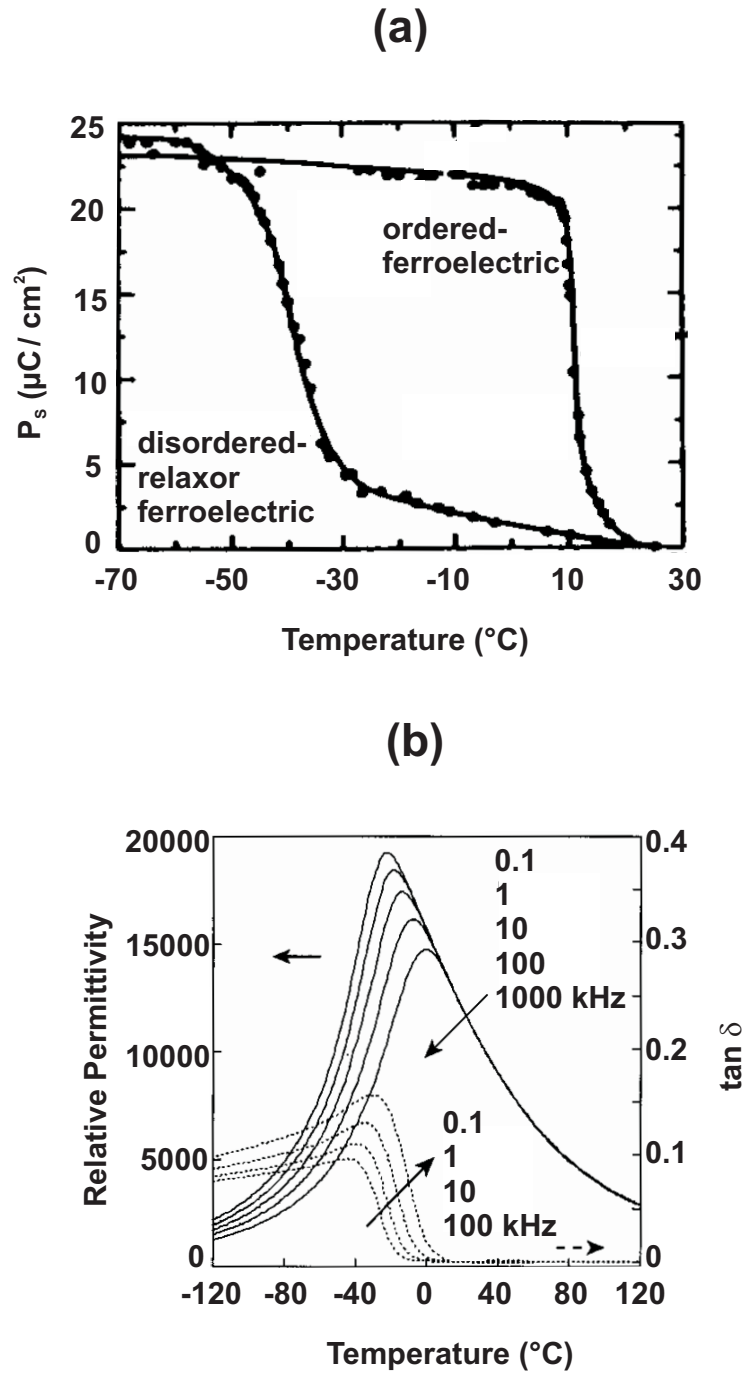 (a)
25
20
15
10
5
0
P_s (μC / cm²)
ordered-
ferroelectric
disordered-
relaxor
ferroelectric
-70 -50 -30 -10 10 30
Temperature (°C)
(b)
20000
15000
10000
5000
0
Relative Permittivity
0.1
1
10
100
1000 kHz
0.1
1
10
100 kHz
0.4
0.3
0.2
0.1
0
tan δ
-120 -80 -40 0 40 80 120
Temperature (°C)